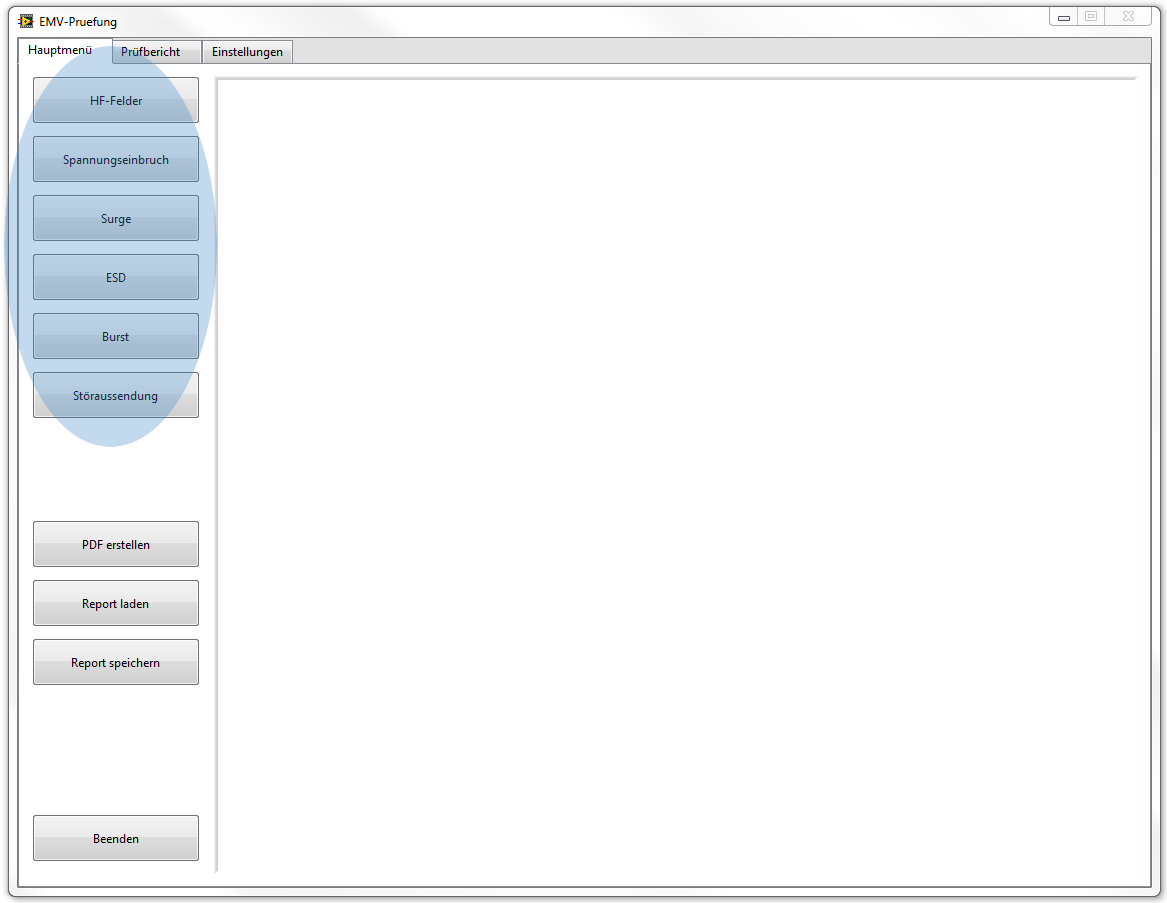 EMV-Pruefung
Hauptmenü Prüfbericht Einstellungen
HF-Felder
Spannungseinbruch
Surge
ESD
Burst
Störaussendung
PDF erstellen
Report laden
Report speichern
Beenden